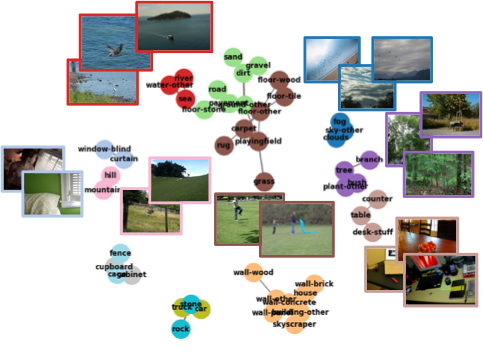 sand
gravel
dirt
floor-wood
river
water-other
road
floor-tile
sea
pavement
floor-stone
floor-other
fog
sky-other
clouds
carpet
playingfield
rug
window-blind
curtain
branch
tree
bush
plant-other
hill
mountain
grass
counter
table
desk-stuff
fence
cupboard
cage
cabinet
wall-wood
wall-brick
house
wall-other
wall-concrete
building-other
skyscraper
stone
truck
car
rock